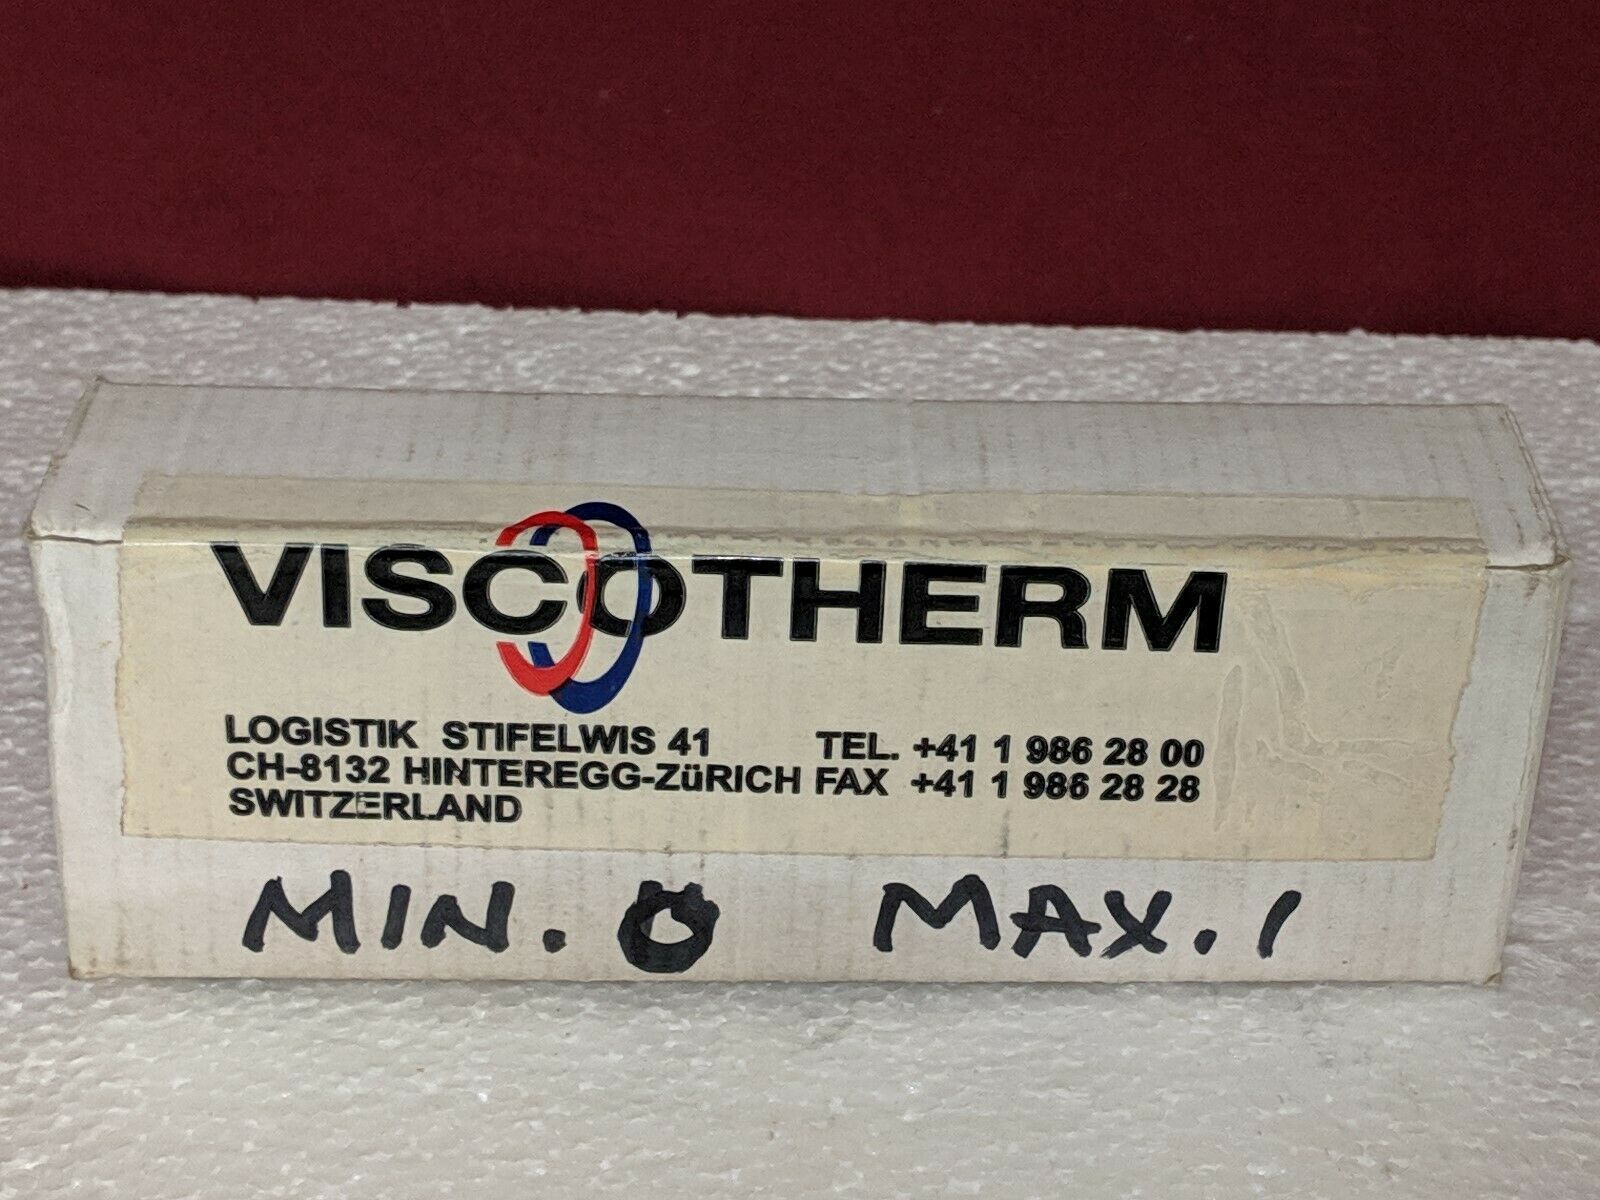 VISCOTHERM
LOGISTIK STIFELWIS 41 TEL. +41 1 986 28 00
CH-8132 HINTEREGG-ZüRICH FAX +41 1 986 28 28
SWITZERLAND
MIN. 0 MAX. 1